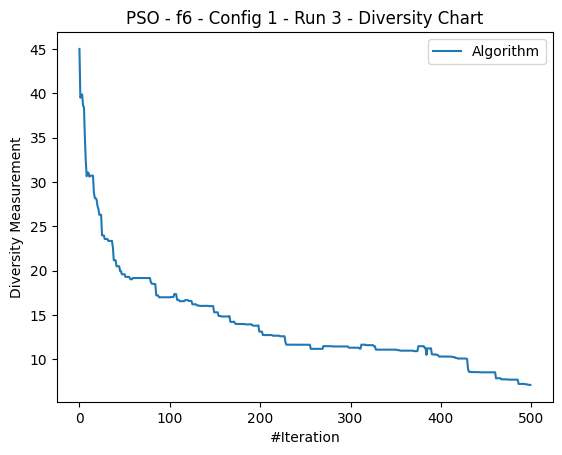 PSO - f6 - Config 1 - Run 3 - Diversity Chart
Algorithm
Diversity Measurement
45
40
35
30
25
20
15
10
0 100 200 300 400 500
#Iteration